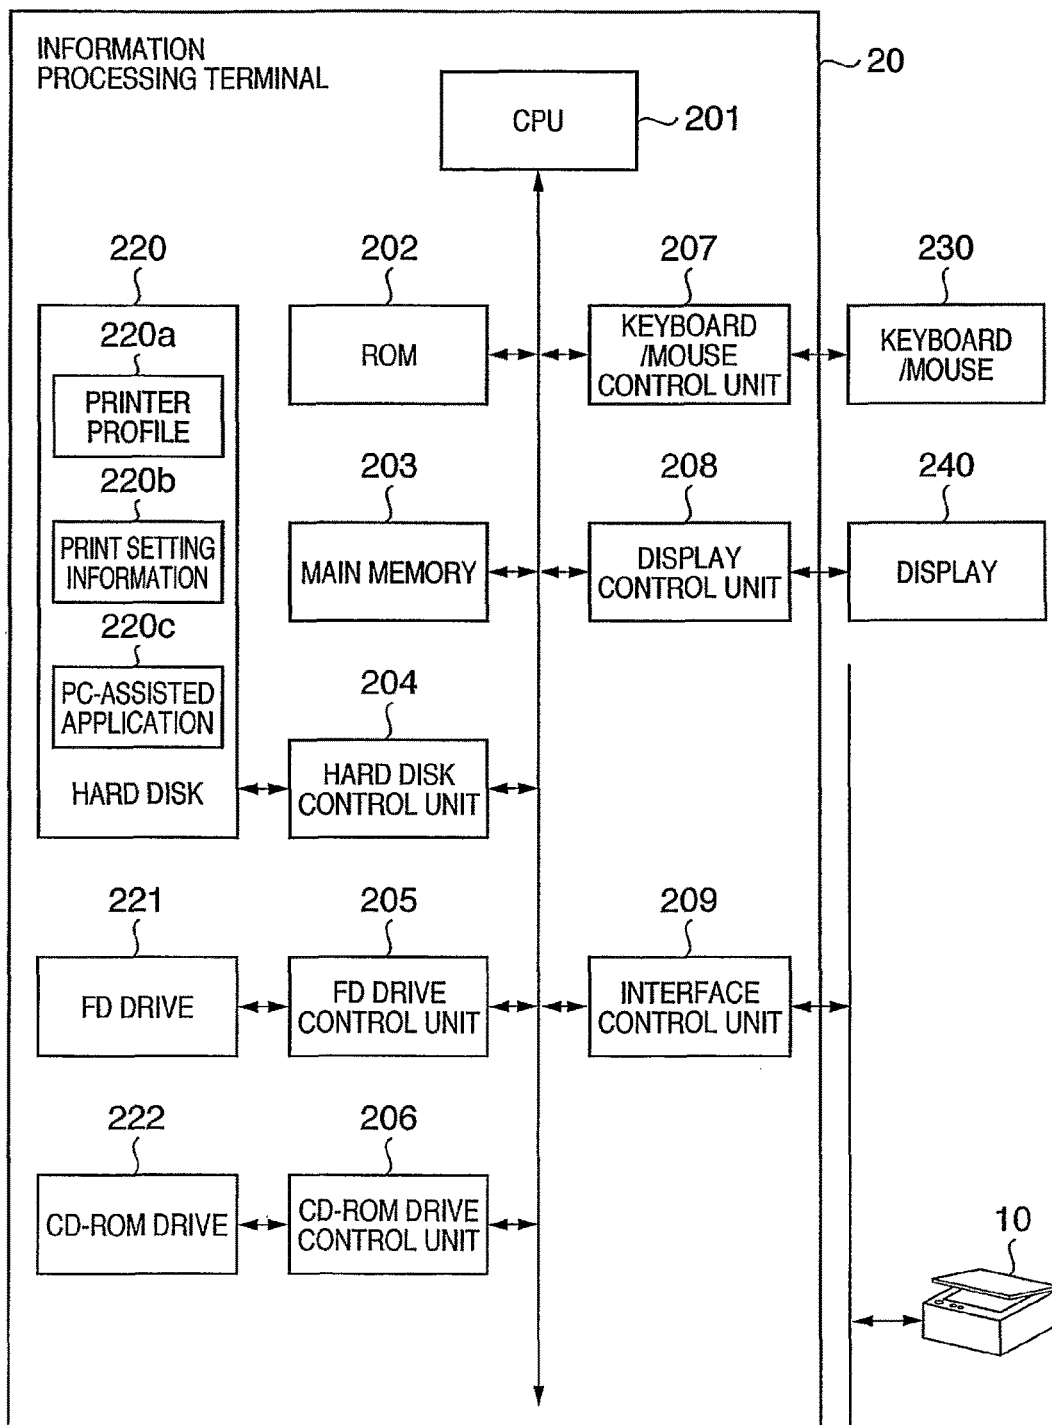 INFORMATION
PROCESSING TERMINAL
20
CPU
201
220
202
207
230
220a
PRINTER
PROFILE
ROM
KEYBOARD
/MOUSE
CONTROL UNIT
KEYBOARD
/MOUSE
220b
PRINT SETTING
INFORMATION
203
208
240
MAIN MEMORY
DISPLAY
CONTROL UNIT
DISPLAY
220c
PC-ASSISTED
APPLICATION
HARD DISK
204
HARD DISK
CONTROL UNIT
221
205
209
FD DRIVE
FD DRIVE
CONTROL UNIT
INTERFACE
CONTROL UNIT
222
206
CD-ROM DRIVE
CD-ROM DRIVE
CONTROL UNIT
10